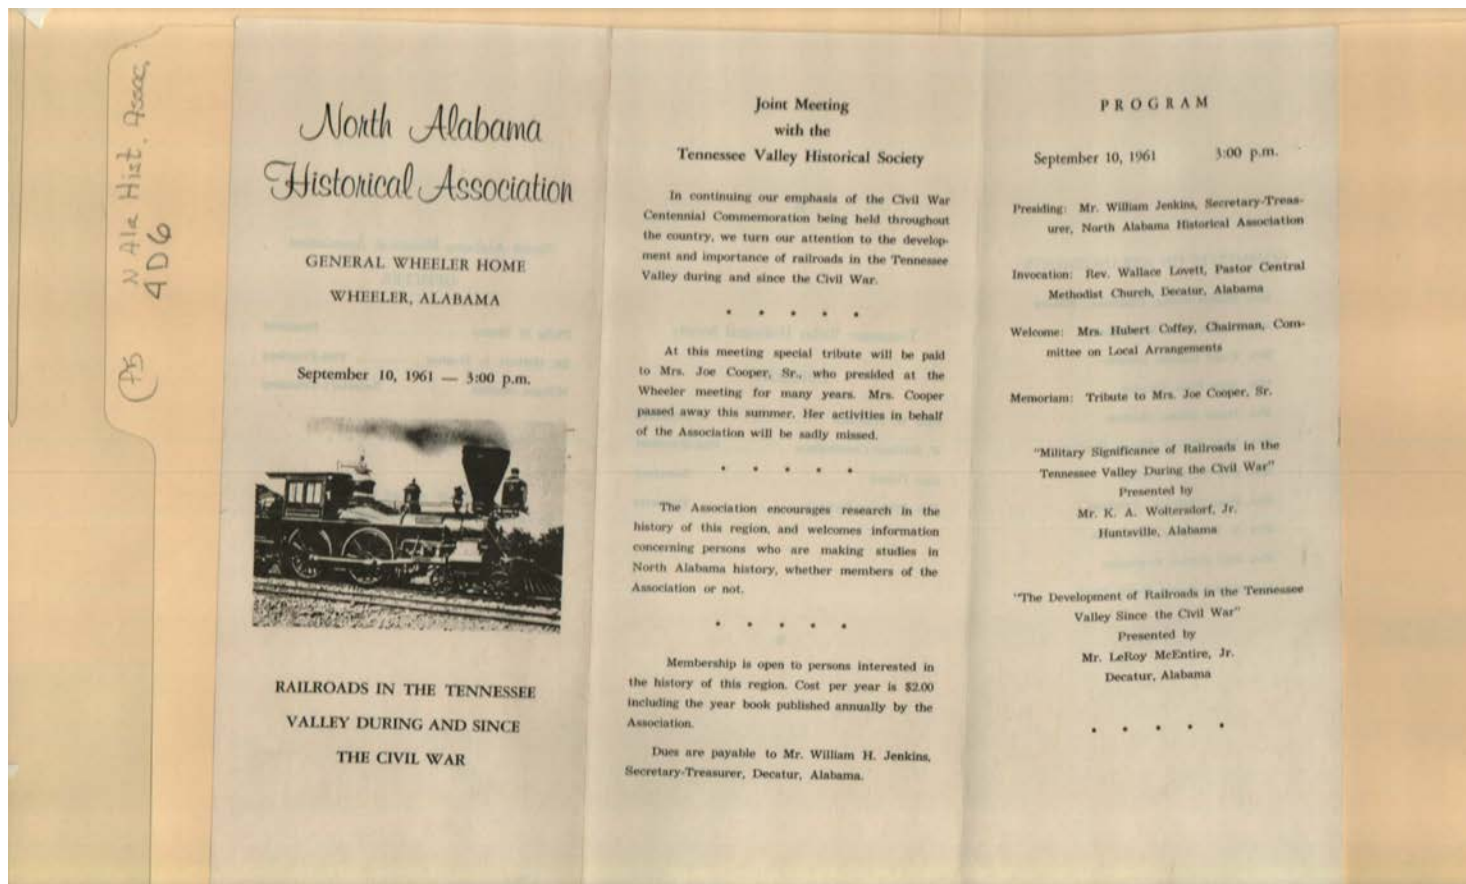 N Ala Hist. Assoc.
4D6
North Alabama
Historical Association
GENERAL WHEELER HOME
WHEELER, ALABAMA
September 10, 1961 — 3:00 p.m.
RAILROADS IN THE TENNESSEE
VALLEY DURING AND SINCE
THE CIVIL WAR
Joint Meeting
with the
Tennessee Valley Historical Society
In continuing our emphasis of the Civil War
Centennial Commemoration being held throughout
the country, we turn our attention to the develop-
ment and importance of railroads in the Tennessee
Valley during and since the Civil War.
. . . . .
At this meeting special tribute will be paid
to Mrs. Joe Cooper, Sr., who presided at the
Wheeler meeting for many years. Mrs. Cooper
passed away this summer. Her activities in behalf
of the Association will be sadly missed.
. . . . .
The Association encourages research in the
history of this region, and welcomes information
concerning persons who are making studies in
North Alabama history, whether members of the
Association or not.
. . . . .
Membership is open to persons interested in
the history of this region. Cost per year is $2.00
including the year book published annually by the
Association.
Dues are payable to Mr. William H. Jenkins,
Secretary-Treasurer, Decatur, Alabama.
PROGRAM
September 10, 1961 3:00 p.m.
Presiding: Mr. William Jenkins, Secretary-Treas-
urer, North Alabama Historical Association
Invocation: Rev. Wallace Lovett, Pastor Central
Methodist Church, Decatur, Alabama
Welcome: Mrs. Hubert Coffey, Chairman, Com-
mittee on Local Arrangements
Memoriam: Tribute to Mrs. Joe Cooper, Sr.
"Military Significance of Railroads in the
Tennessee Valley During the Civil War"
Presented by
Mr. K. A. Woltersdorf, Jr.
Huntsville, Alabama
"The Development of Railroads in the Tennessee
Valley Since the Civil War"
Presented by
Mr. LeRoy McEntire, Jr.
Decatur, Alabama
. . . . .